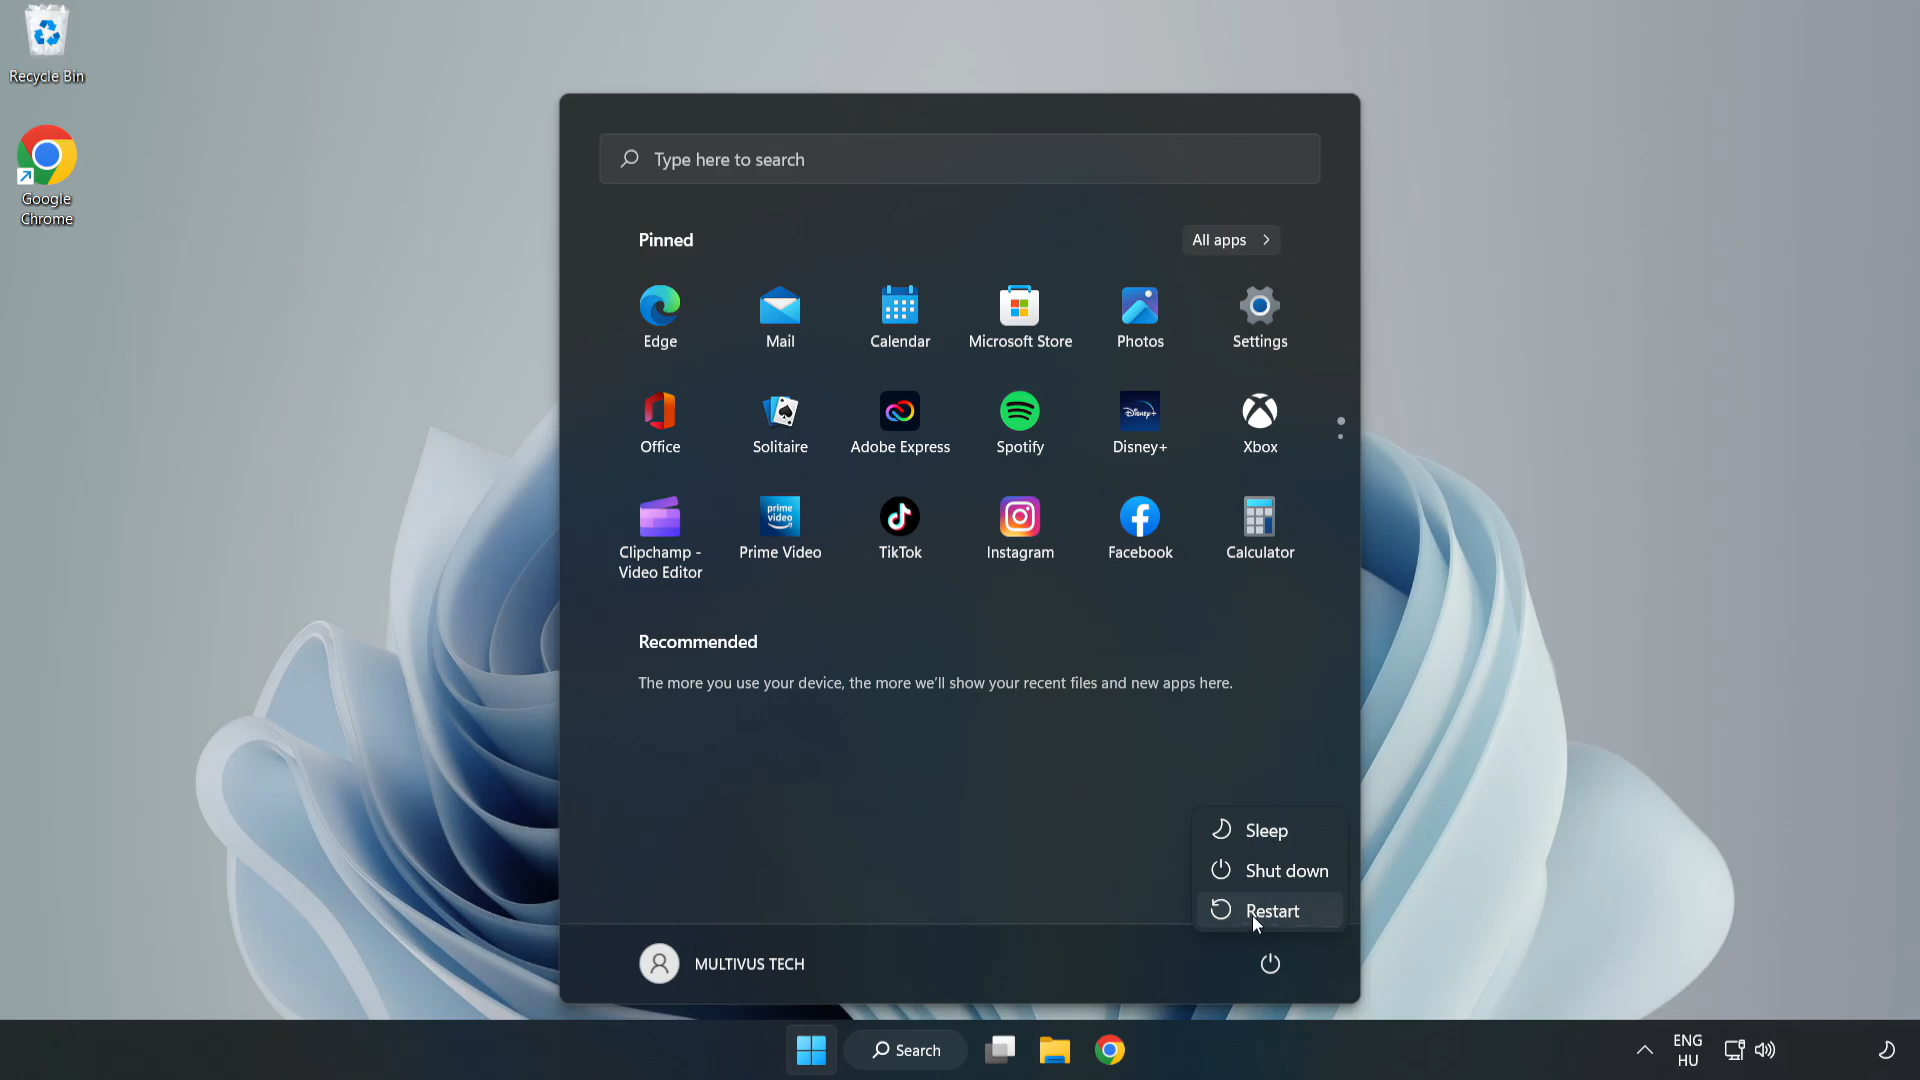 Recycle Bin
Google
Chrome
Type here to search
Pinned
All apps
Edge
Mail
Calendar
Microsoft Store
Photos
Settings
Office
Solitaire
Adobe Express
Spotify
Disney+
Disney+
Xbox
prime
video
Clipchamp -
Video Editor
Prime Video
TikTok
Instagram
Facebook
Calculator
Recommended
The more you use your device, the more we'll show your recent files and new apps here.
Sleep
Shut down
Restart
MULTIVUS TECH
Search
ENG
HU